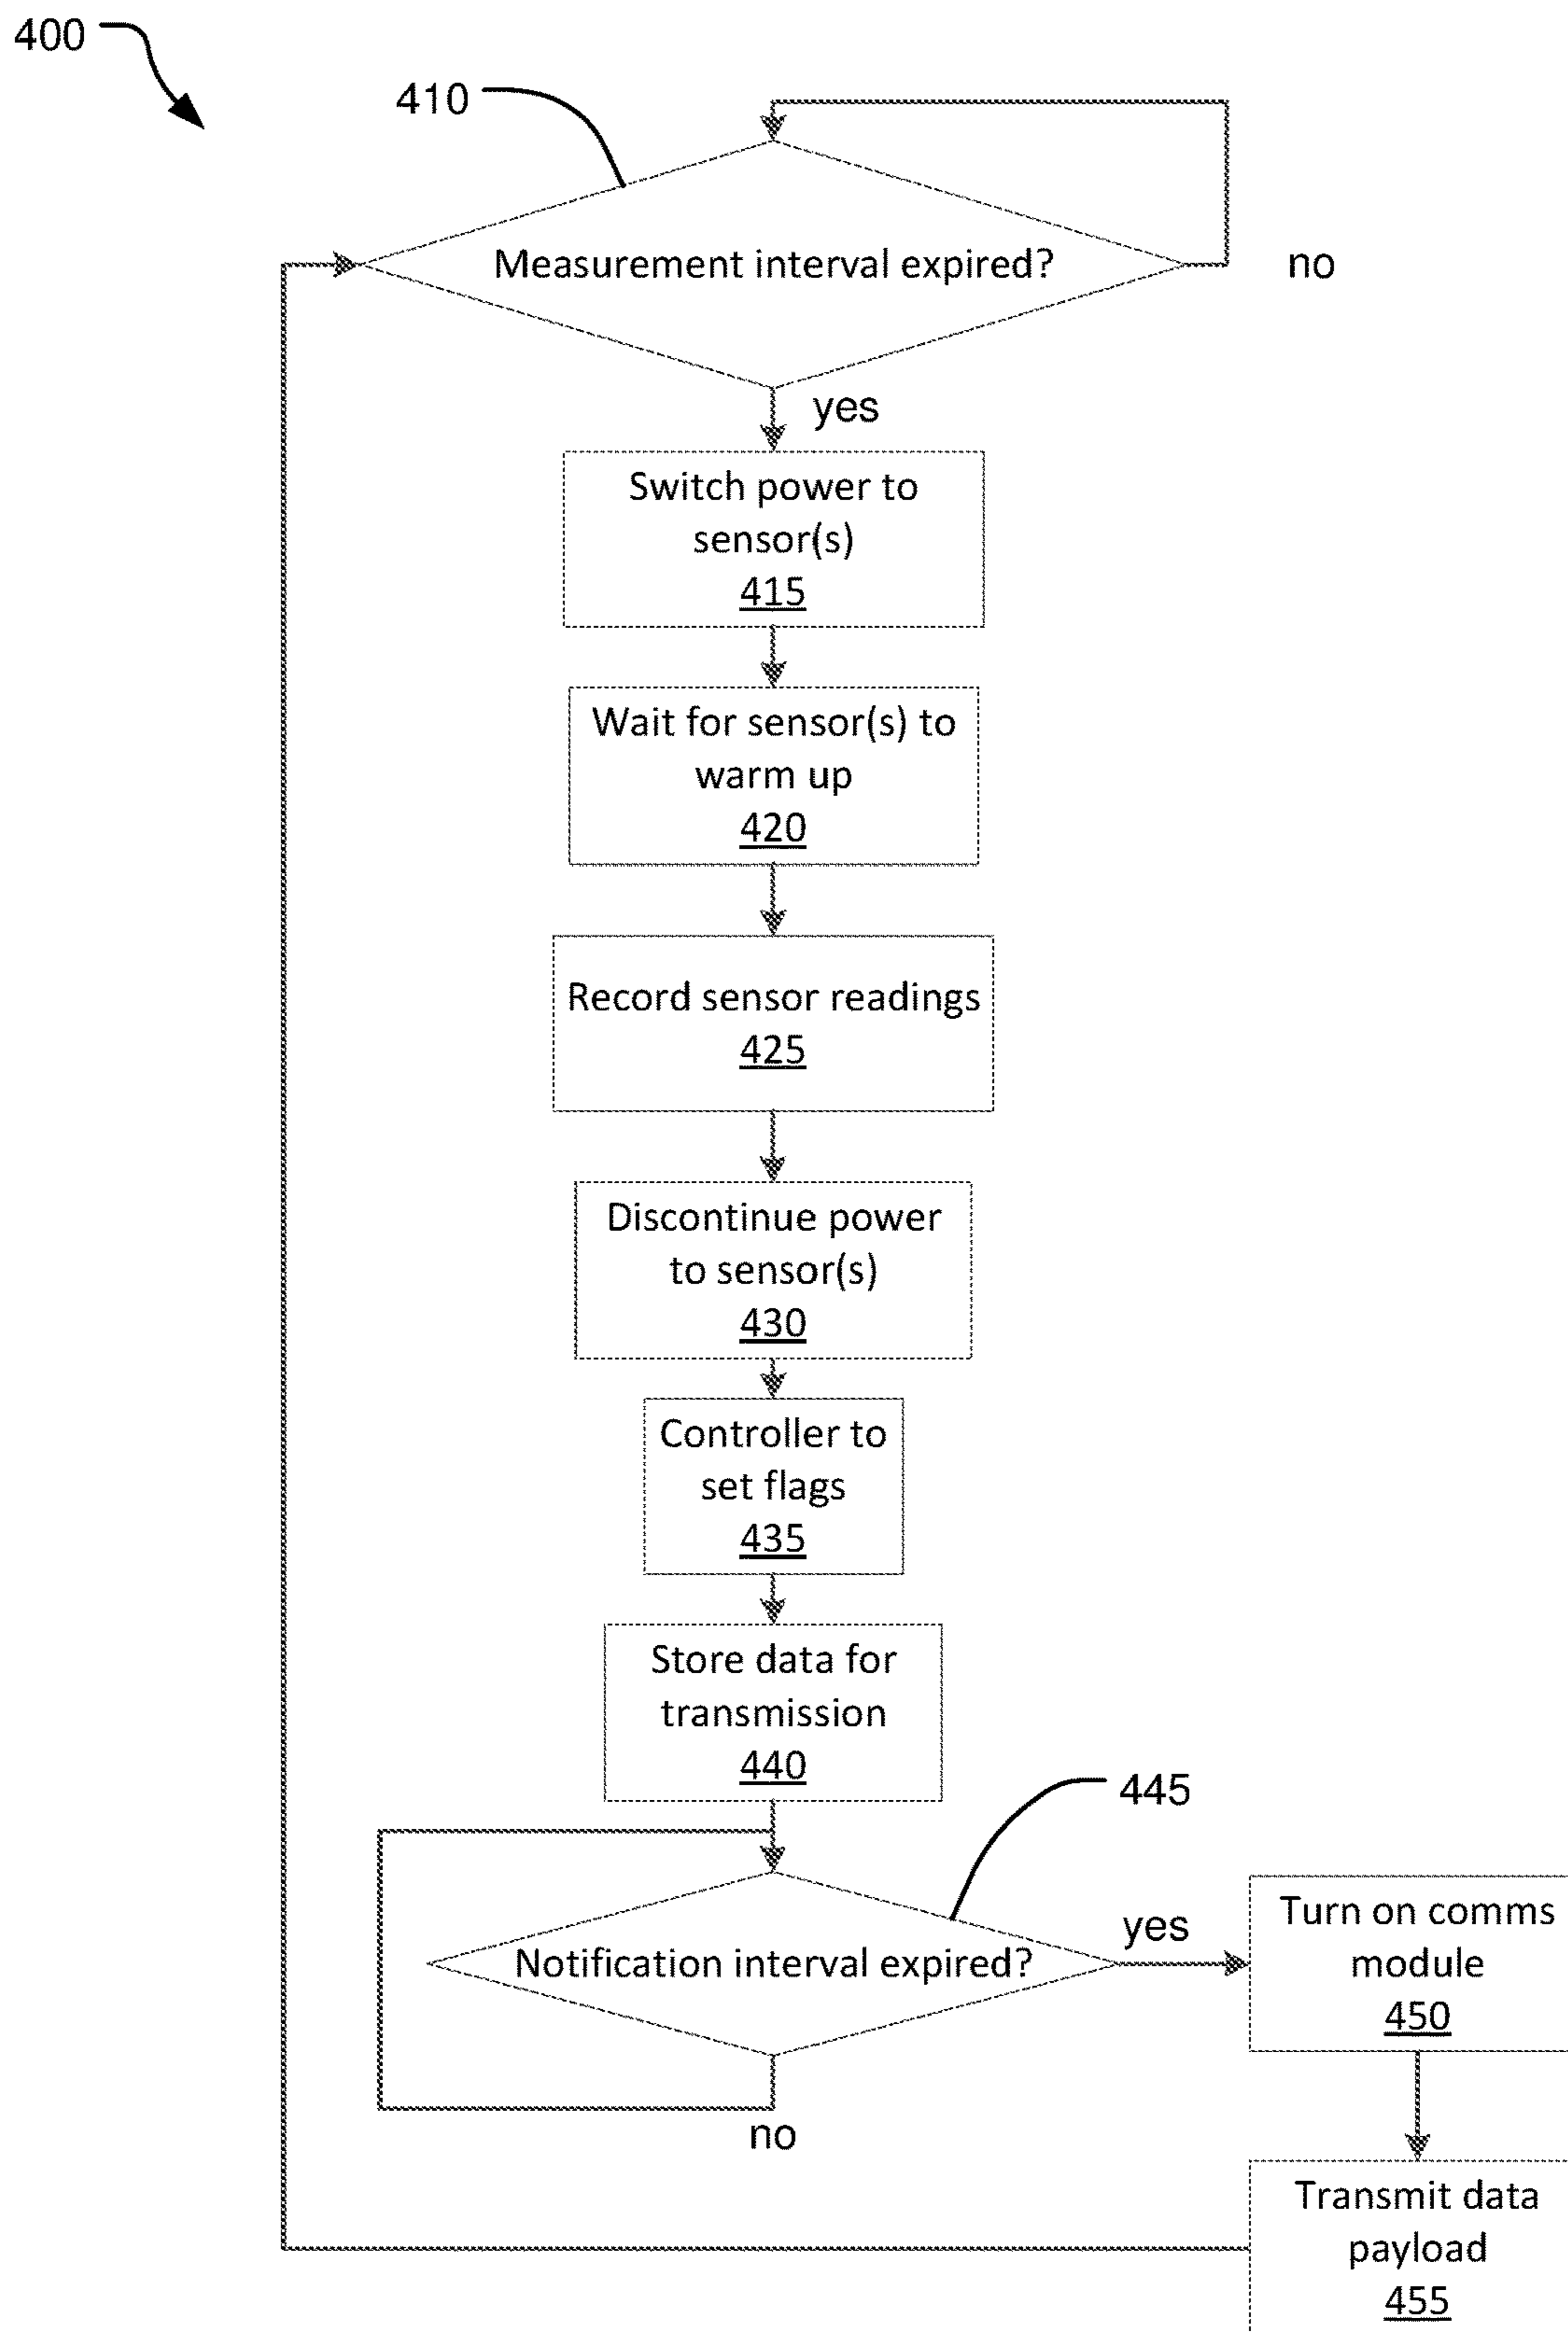 400
410
Measurement interval expired?
no
yes
Switch power to
sensor(s)
415
Wait for sensor(s) to
warm up
420
Record sensor readings
425
Discontinue power
to sensor(s)
430
Controller to
set flags
435
Store data for
transmission
440
445
Notification interval expired?
yes
no
Turn on comms
module
450
Transmit data
payload
455